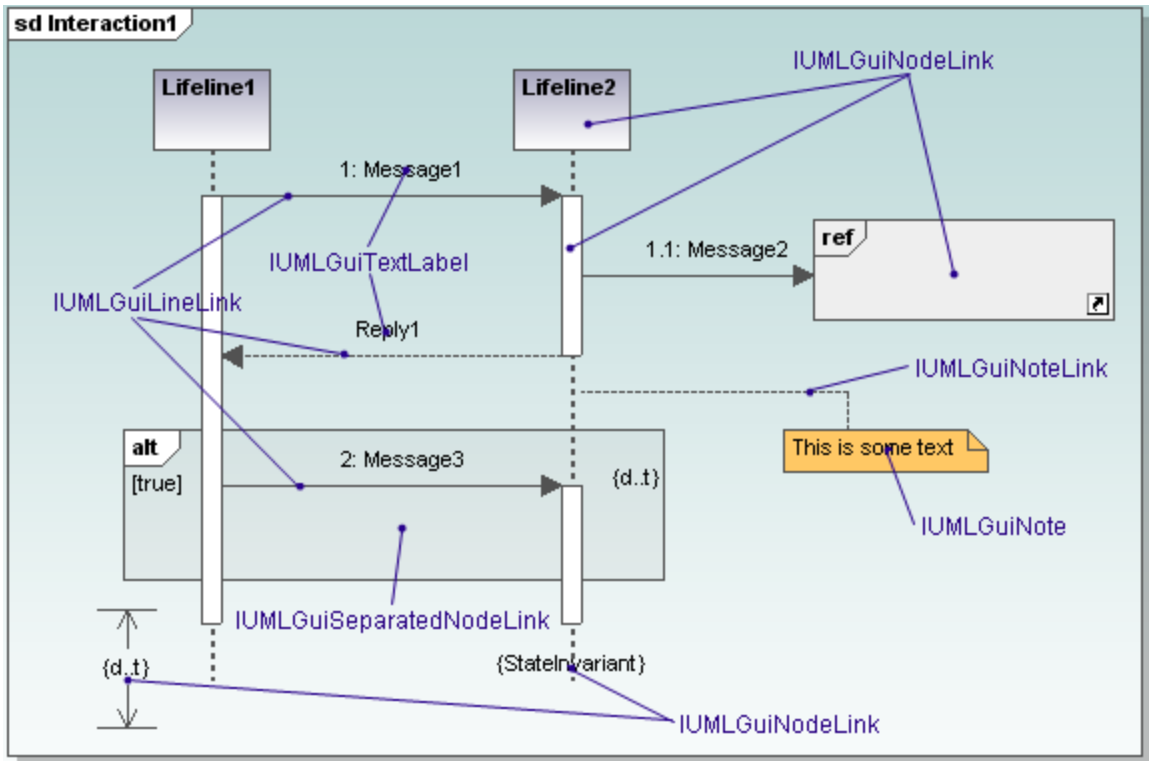 sd Interaction1
IUMLGuiNodeLink
Lifeline1
Lifeline2
1: Message1
ref
1.1: Message2
IUMLGuiTextLabel
IUMLGuiLineLink
Reply1
IUMLGuiNoteLink
alt
This is some text
2: Message3
[true]
{d..t}
IUMLGuiNote
IUMLGuiSeparatedNodeLink
{d..t}
{StateInvariant}
IUMLGuiNodeLink